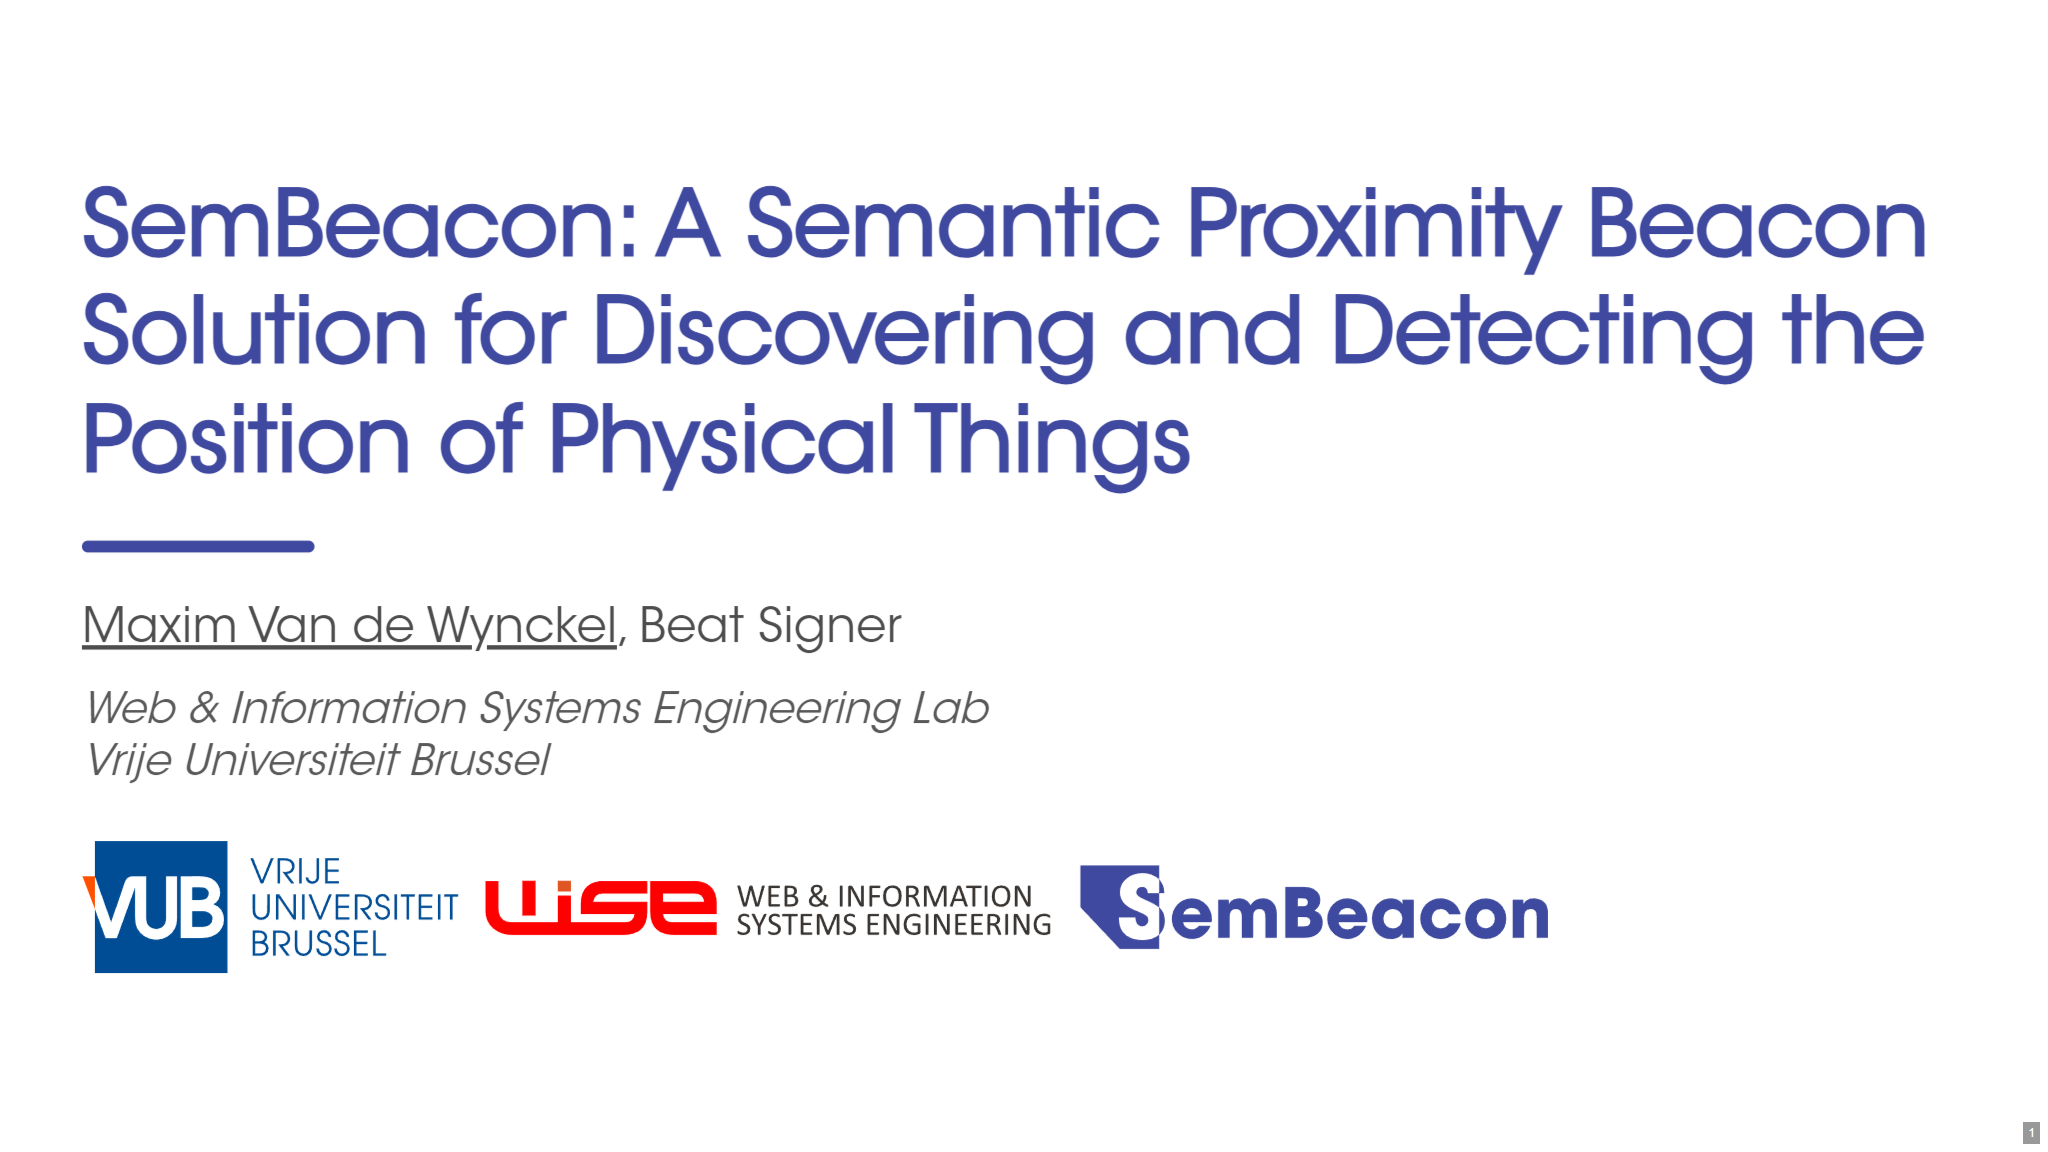 SemBeacon: A Semantic Proximity Beacon
Solution for Discovering and Detecting the
Position of Physical Things
Maxim Van de Wynckel, Beat Signer
Web & Information Systems Engineering Lab
Vrije Universiteit Brussel
VUB
VRIJE
UNIVERSITEIT
BRUSSEL
wise
WEB & INFORMATION
SYSTEMS ENGINEERING
SemBeacon
1